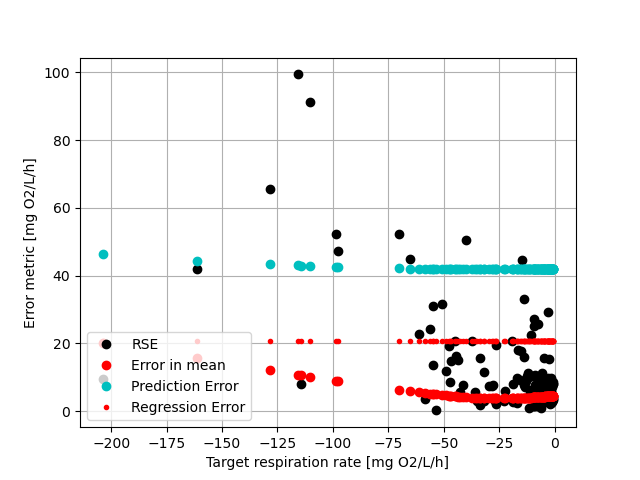 100
80
60
40
20
0
Error metric [mg O2/L/h]
RSE
Error in mean
Prediction Error
Regression Error
−200 −175 −150 −125 −100 −75 −50 −25 0
Target respiration rate [mg O2/L/h]